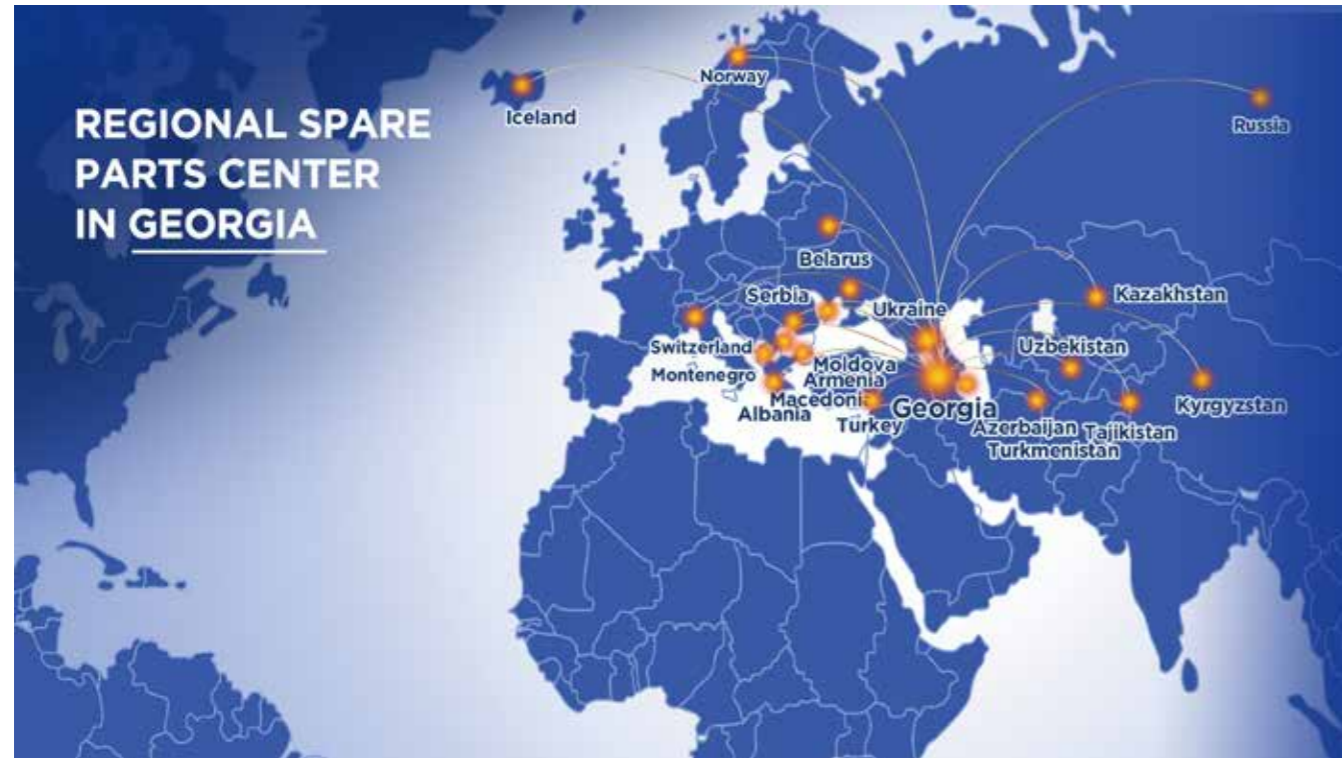 REGIONAL SPARE
PARTS CENTER
IN GEORGIA
Norway
Iceland
Russia
Belarus
Serbia
Ukraine
Kazakhstan
Switzerland
Uzbekistan
Moldova
Montenegro
Armenia
Macedonia
Albania
Georgia
Kyrgyzstan
Turkey
Azerbaijan
Tajikistan
Turkmenistan